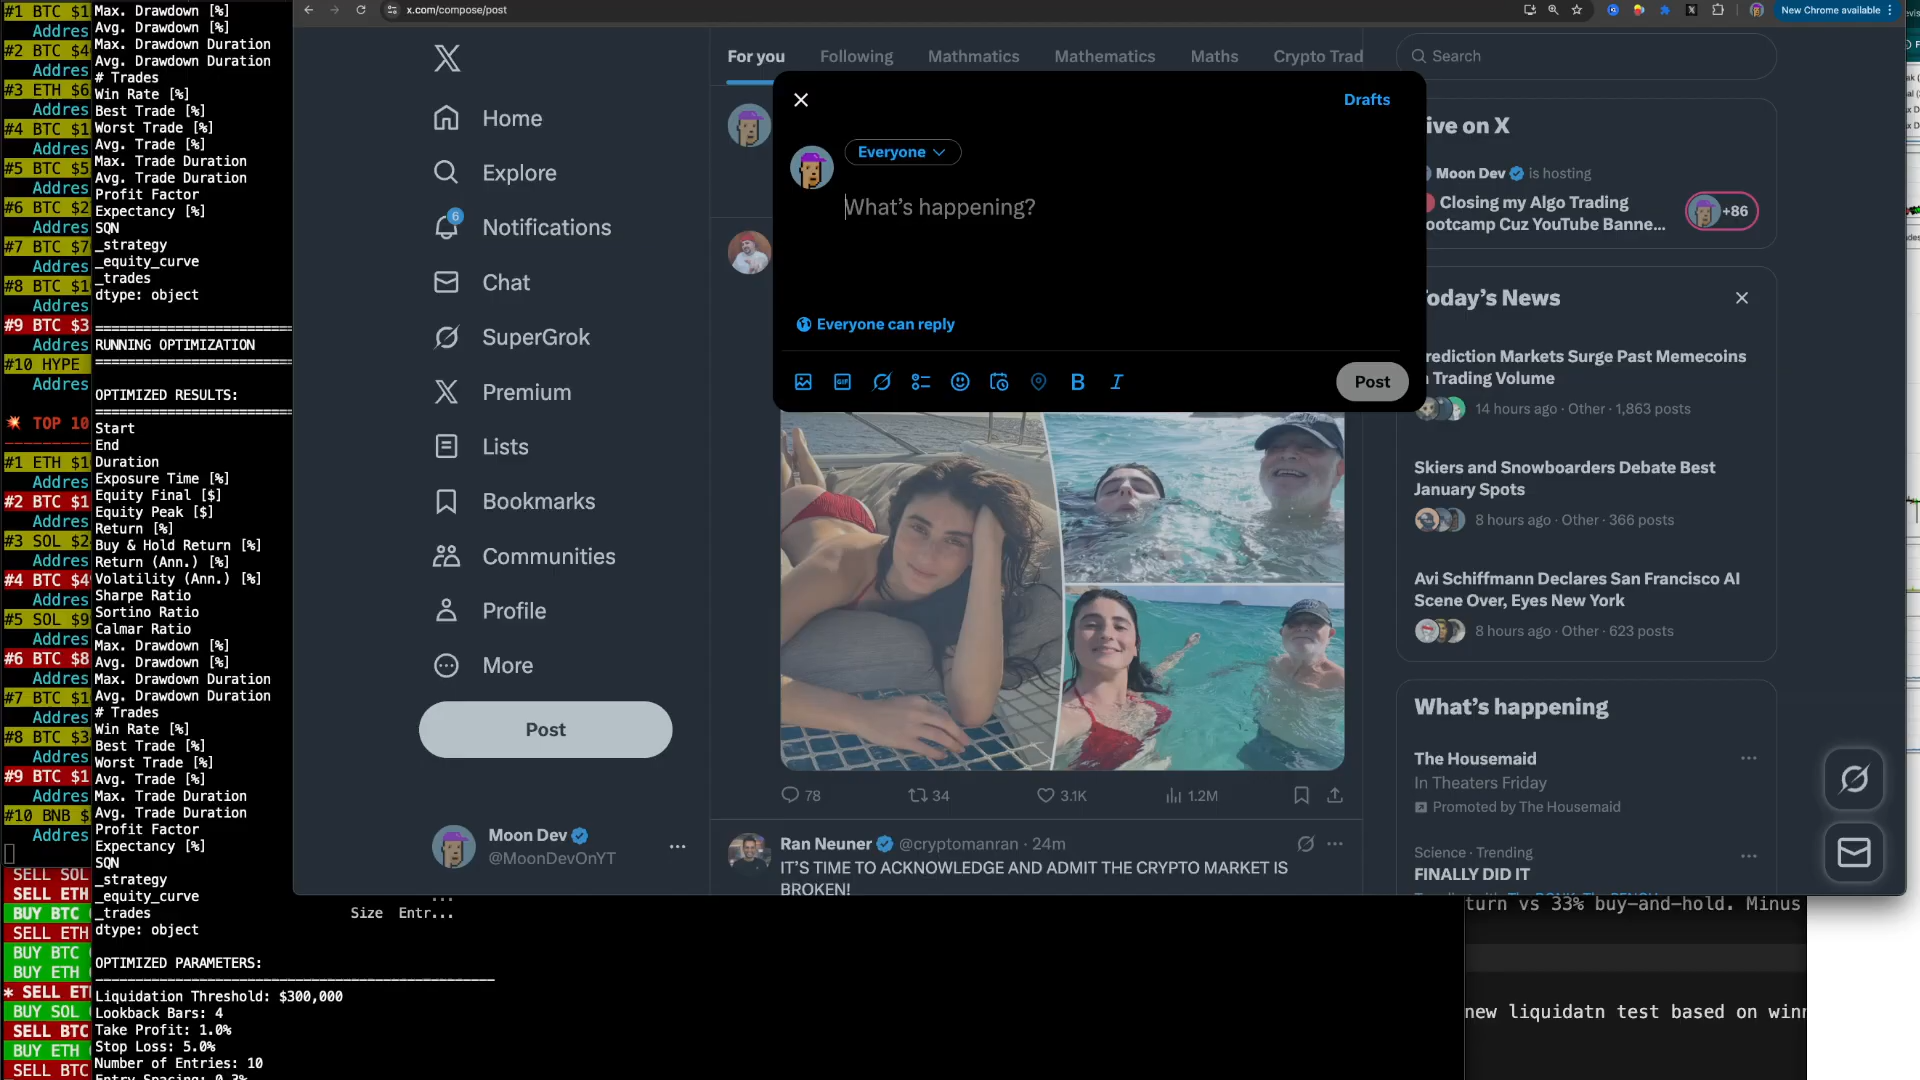 #1 BTC $1
Addres
#2 BTC $4
Addres
#3 ETH $6
Addres
#4 BTC $1
Addres
#5 BTC $5
Addres
#6 BTC $2
Addres
#7 BTC $7
Addres
#8 BTC $1
Addres
#9 BTC $3
Addres
#10 HYPE
Addres
TOP 10
#1 ETH $1
Addres
#2 BTC $1
Addres
#3 SOL $2
Addres
#4 BTC $4
Addres
#5 SOL $9
Addres
#6 BTC $8
Addres
#7 BTC $1
Addres
#8 BTC $3
Addres
#9 BTC $1
Addres
#10 BNB $
Addres
SELL SOL
SELL ETH
BUY BTC
SELL ETH
BUY BTC
BUY ETH
* SELL ET
BUY SOL
SELL BTC
BUY ETH
SELL BTC
Max. Drawdown [%]
Avg. Drawdown [%]
Max. Drawdown Duration
Avg. Drawdown Duration
# Trades
Win Rate [%]
Best Trade [%]
Worst Trade [%]
Avg. Trade [%]
Max. Trade Duration
Avg. Trade Duration
Profit Factor
Expectancy [%]
SQN
_strategy
_equity_curve
_trades
dtype: object
RUNNING OPTIMIZATION
OPTIMIZED RESULTS:
Start
End
Duration
Exposure Time [%]
Equity Final [$]
Equity Peak [$]
Return [%]
Buy & Hold Return [%]
Return (Ann.) [%]
Volatility (Ann.) [%]
Sharpe Ratio
Sortino Ratio
Calmar Ratio
Max. Drawdown [%]
Avg. Drawdown [%]
Max. Drawdown Duration
Avg. Drawdown Duration
# Trades
Win Rate [%]
Best Trade [%]
Worst Trade [%]
Avg. Trade [%]
Max. Trade Duration
Avg. Trade Duration
Profit Factor
Expectancy [%]
SQN
_strategy
_equity_curve
_trades
dtype: object
...
Size Entr...
OPTIMIZED PARAMETERS:
Liquidation Threshold: $300,000
Lookback Bars: 4
Take Profit: 1.0%
Stop Loss: 5.0%
Number of Entries: 10
Entry Spacing: 0.3%
x.com/compose/post
New Chrome available
Home
Explore
6
Notifications
Chat
SuperGrok
Premium
Lists
Bookmarks
Communities
Profile
More
Post
Moon Dev
@MoonDevOnYT
For you Following Mathmatics Mathematics Maths Crypto Trad
Drafts
Everyone
What's happening?
Everyone can reply
GIF
B I
Post
78 34 3.1K 1.2M
Ran Neuner @cryptomanran · 24m
IT'S TIME TO ACKNOWLEDGE AND ADMIT THE CRYPTO MARKET IS
BROKEN!
Search
ive on X
Moon Dev is hosting
Closing my Algo Trading
ootcamp Cuz YouTube Banne...
+86
oday's News
rediction Markets Surge Past Memecoins
Trading Volume
14 hours ago · Other · 1,863 posts
Skiers and Snowboarders Debate Best
January Spots
8 hours ago · Other · 366 posts
Avi Schiffmann Declares San Francisco AI
Scene Over, Eyes New York
8 hours ago · Other · 623 posts
What's happening
The Housemaid
In Theaters Friday
Promoted by The Housemaid
Science · Trending
FINALLY DID IT
turn vs 33% buy-and-hold. Minus
new liquidatn test based on winn